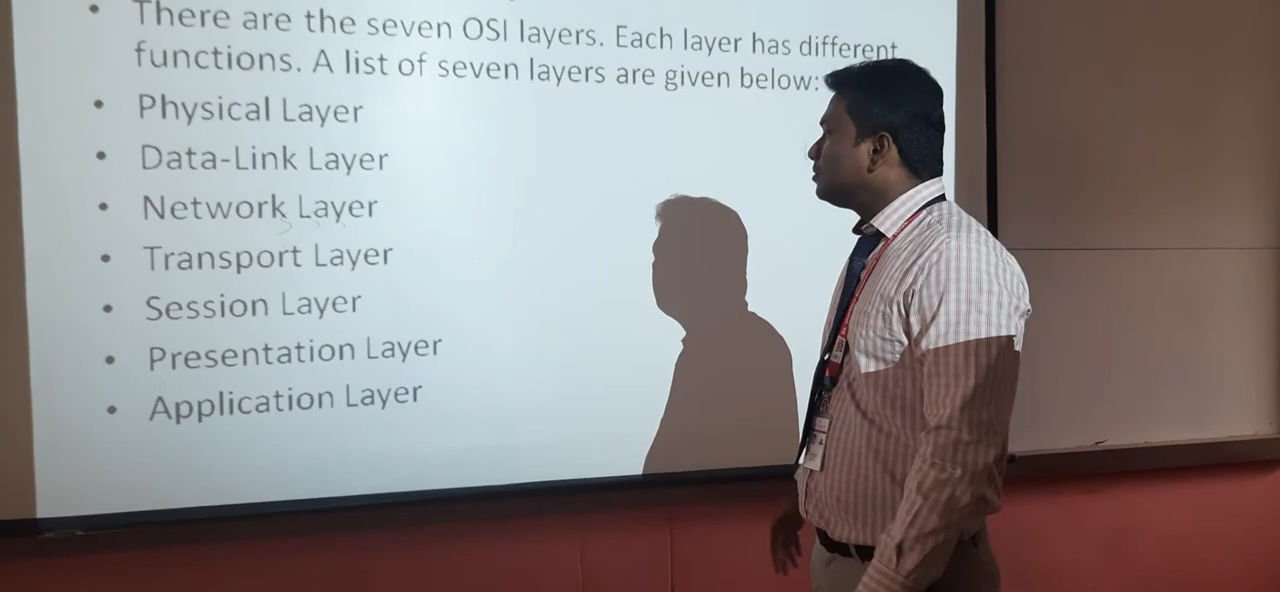 • There are the seven OSI layers. Each layer has different
functions. A list of seven layers are given below:
• Physical Layer
• Data-Link Layer
• Network Layer
• Transport Layer
• Session Layer
• Presentation Layer
• Application Layer